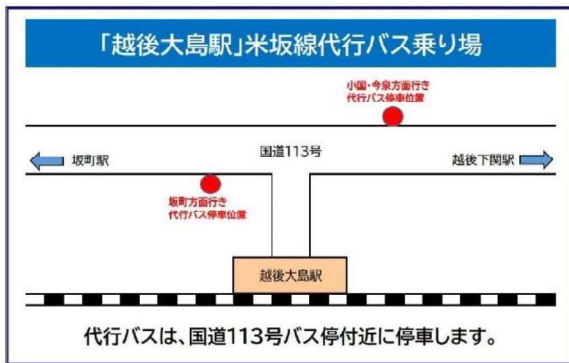 「越後大島駅」米坂線代行バス乗り場
小国・今泉方面行き
代行バス停車位置
国道113号
坂町駅
越後下関駅
坂町方面行き
代行バス停車位置
越後大島駅
代行バスは、国道113号バス停付近に停車します。